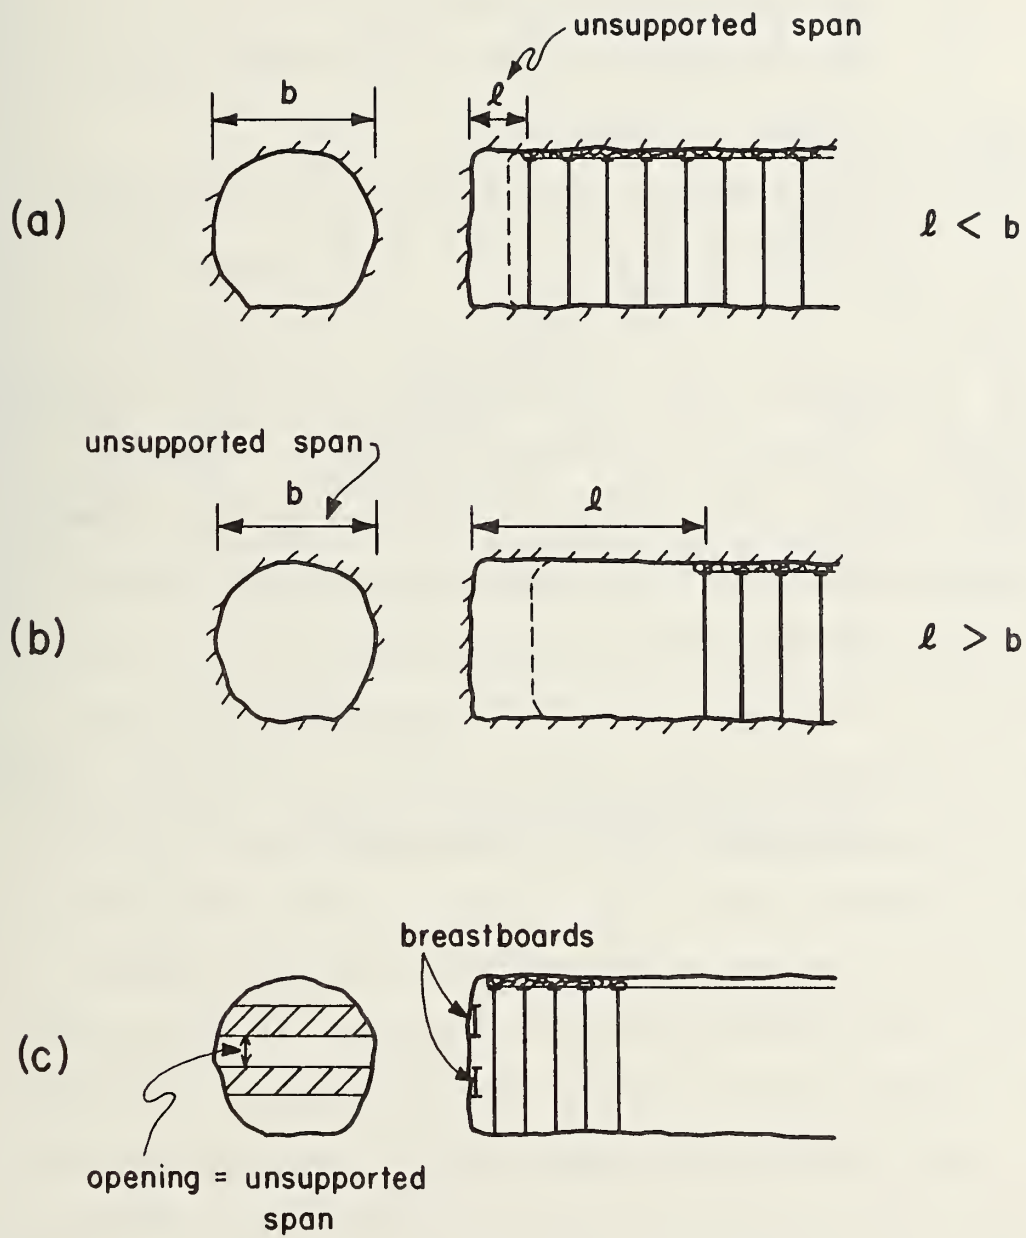 unsupported span
b
ℓ
(a)
ℓ < b
unsupported span
b
ℓ
(b)
ℓ > b
breastboards
(c)
opening = unsupported
span